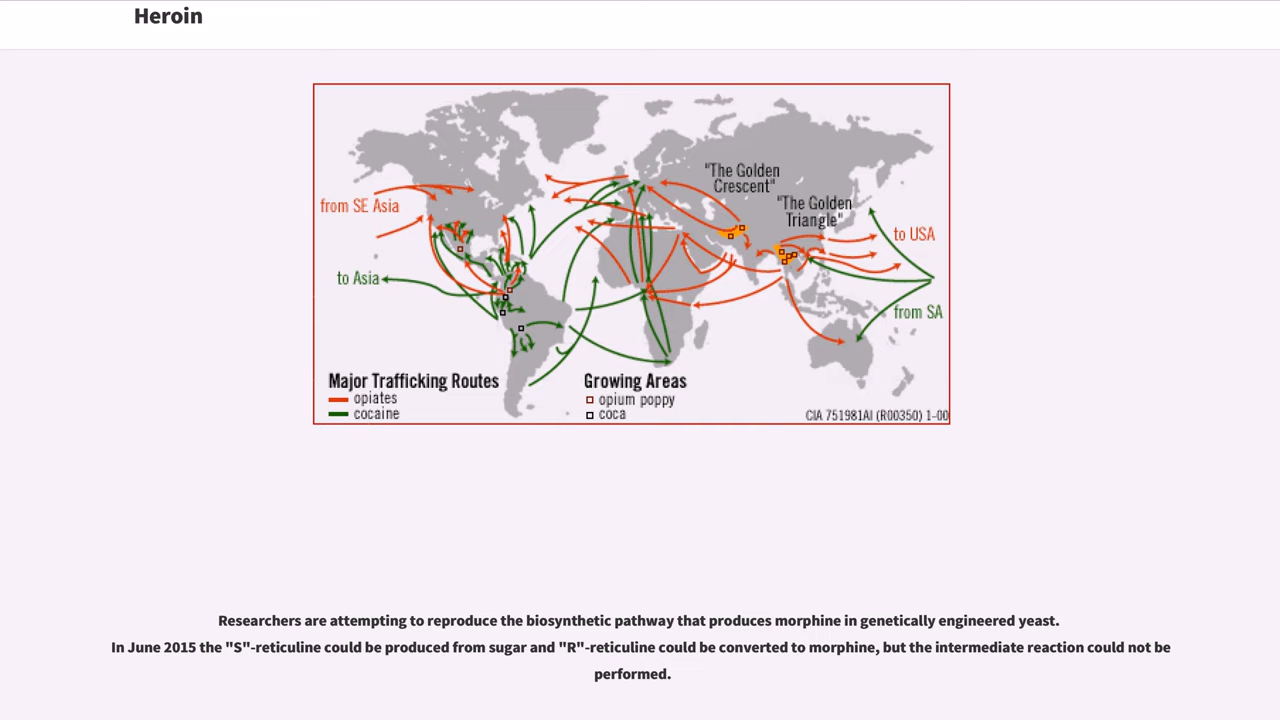 Heroin
"The Golden
Crescent"
"The Golden
Triangle"
from SE Asia
to USA
to Asia
from SA
Major Trafficking Routes
opiates
cocaine
Growing Areas
opium poppy
coca
CIA 751981AI (R00350) 1-00
Researchers are attempting to reproduce the biosynthetic pathway that produces morphine in genetically engineered yeast.
In June 2015 the "S"-reticuline could be produced from sugar and "R"-reticuline could be converted to morphine, but the intermediate reaction could not be
performed.